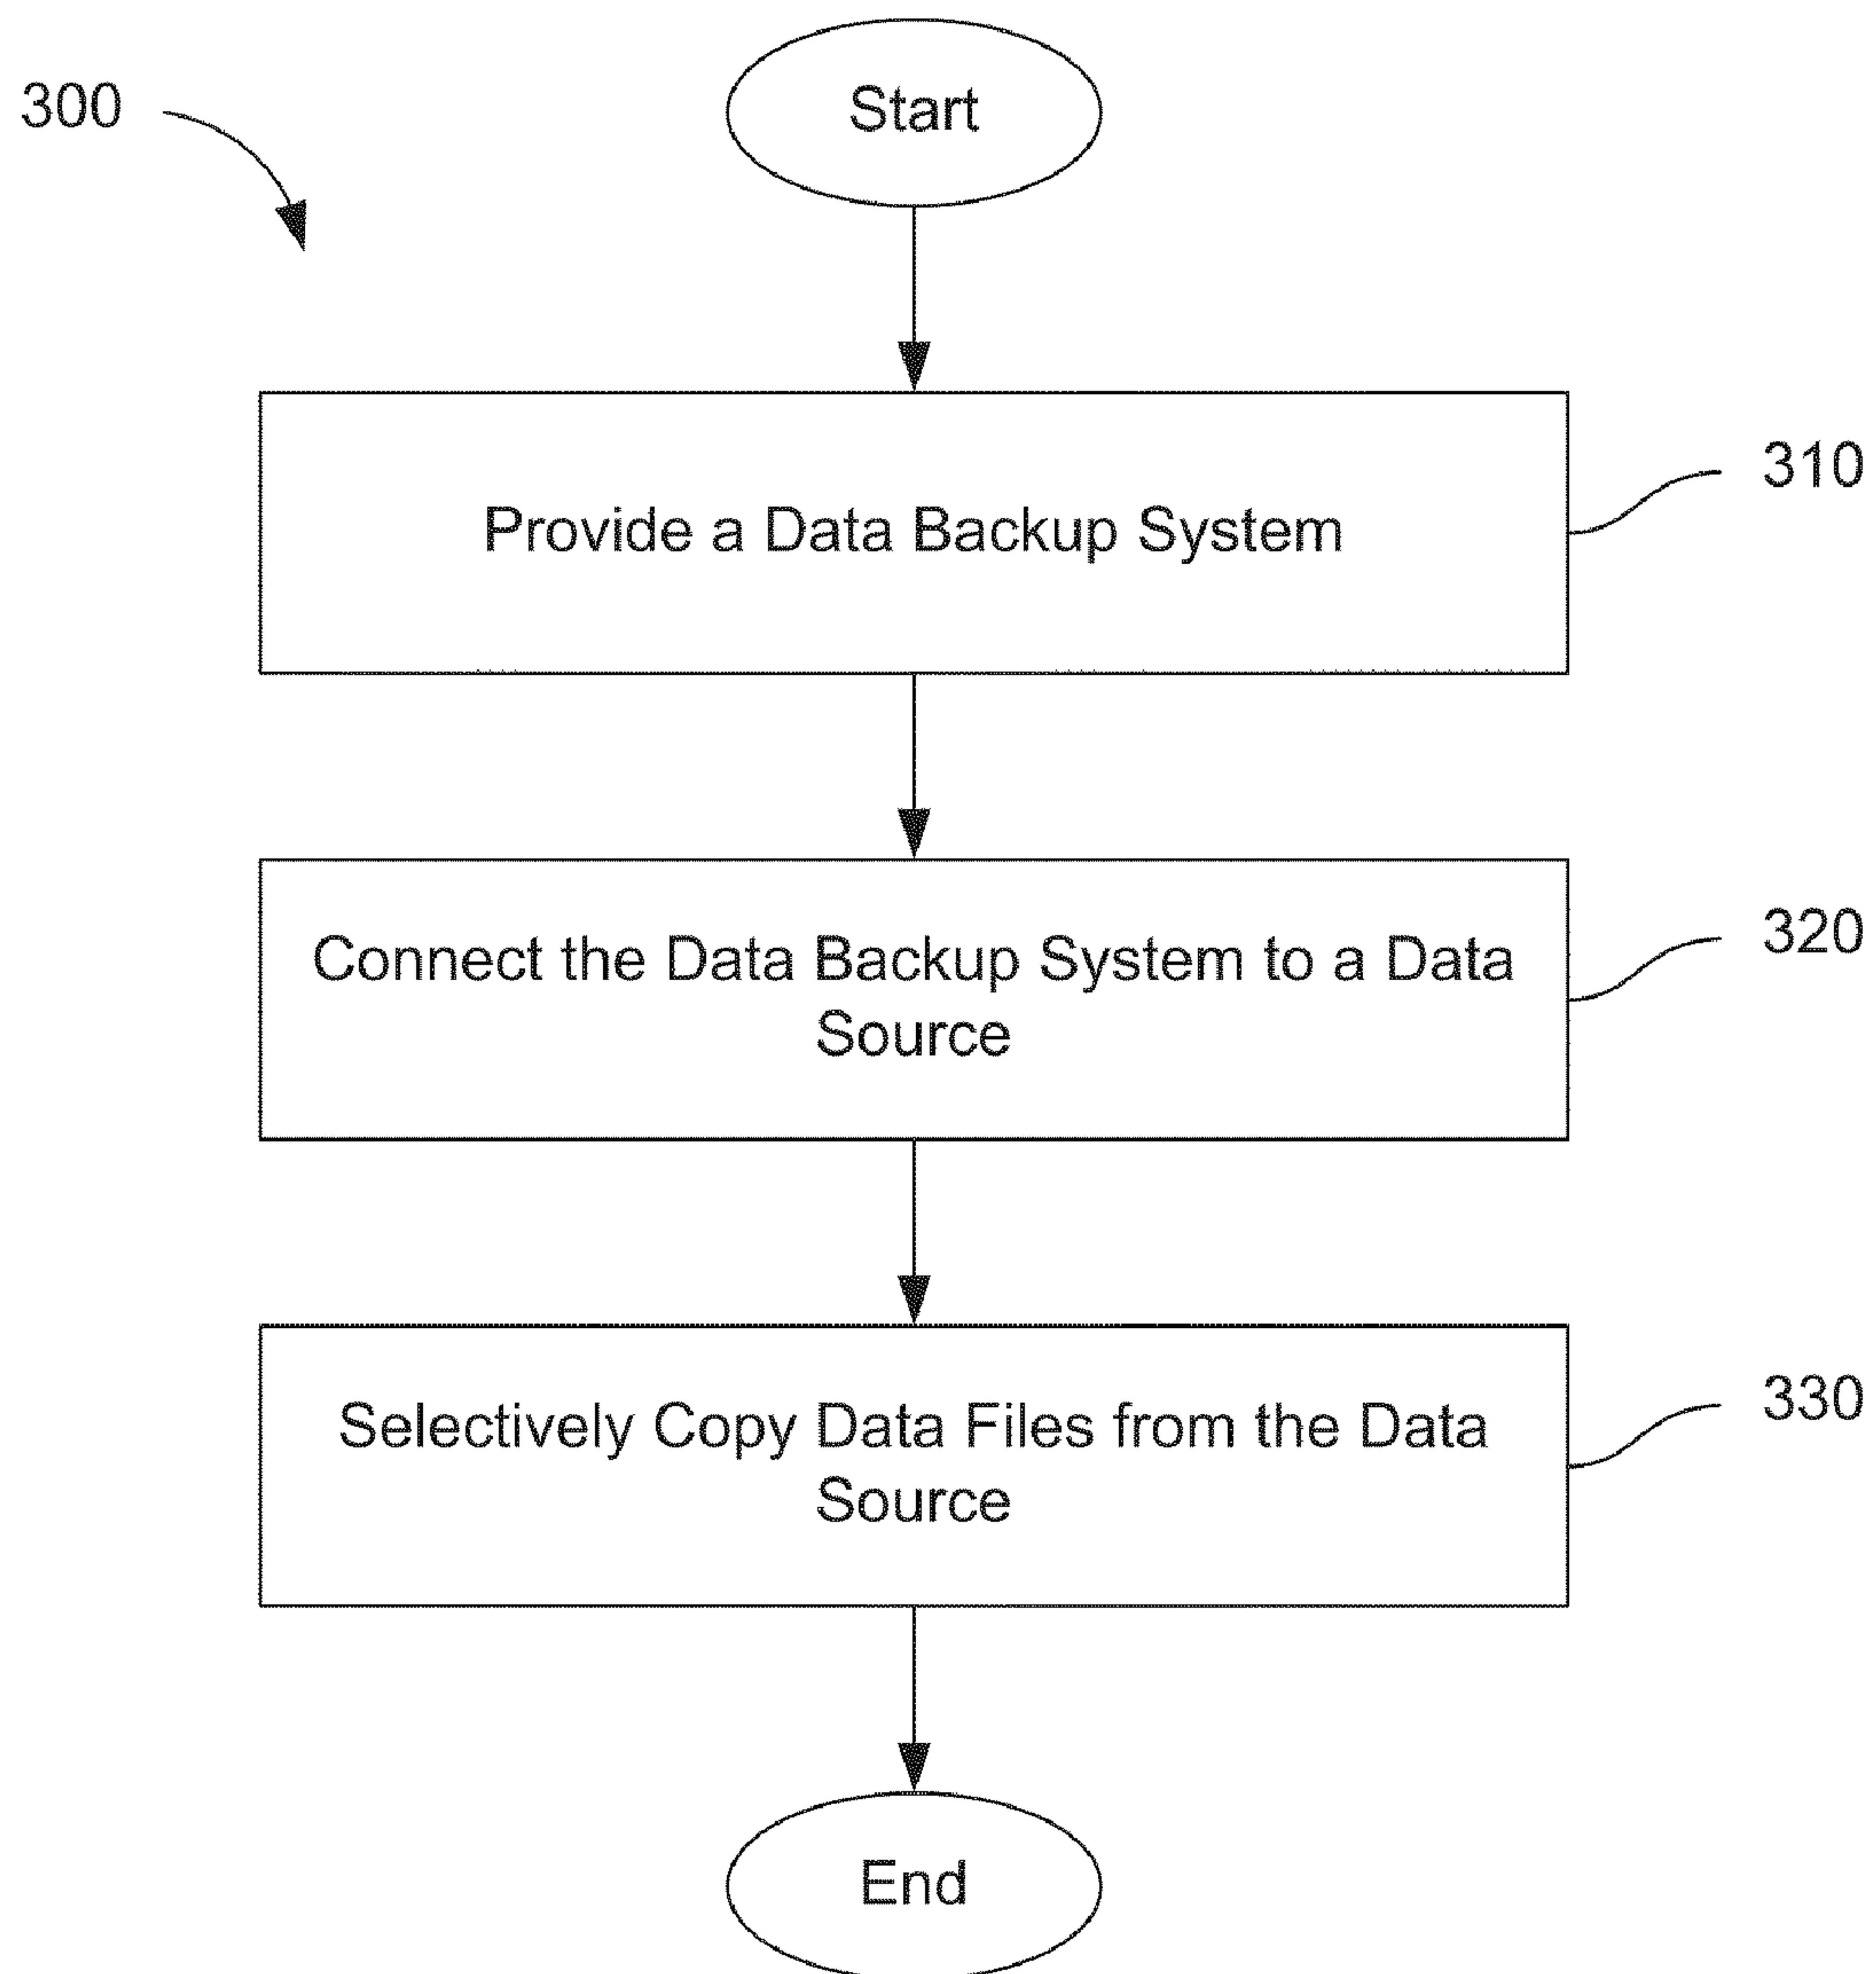 300
Start
Provide a Data Backup System
310
Connect the Data Backup System to a Data
Source
320
Selectively Copy Data Files from the Data
Source
330
End